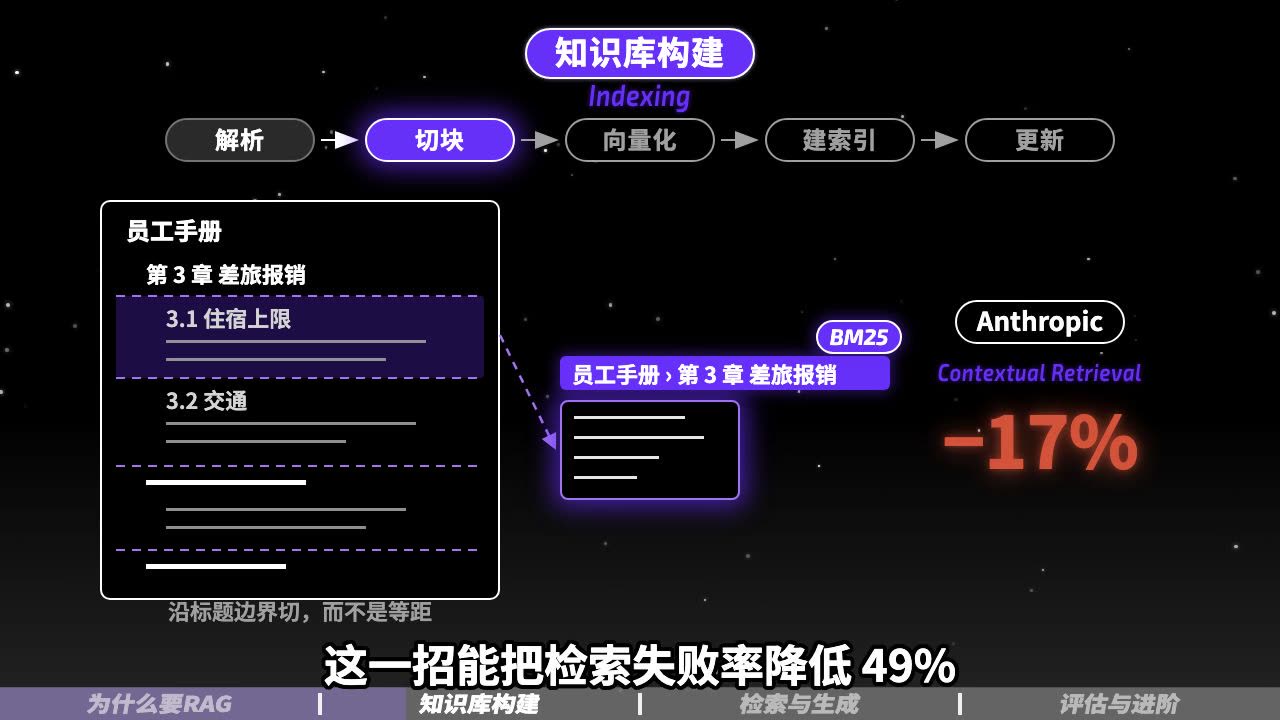 知识库构建
Indexing
解析
切块
向量化
建索引
更新
员工手册
第 3 章 差旅报销
3.1 住宿上限
3.2 交通
沿标题边界切，而不是等距
BM25
员工手册 › 第 3 章 差旅报销
Anthropic
Contextual Retrieval
−17%
这一招能把检索失败率降低 49%
为什么要RAG
知识库构建
检索与生成
评估与进阶